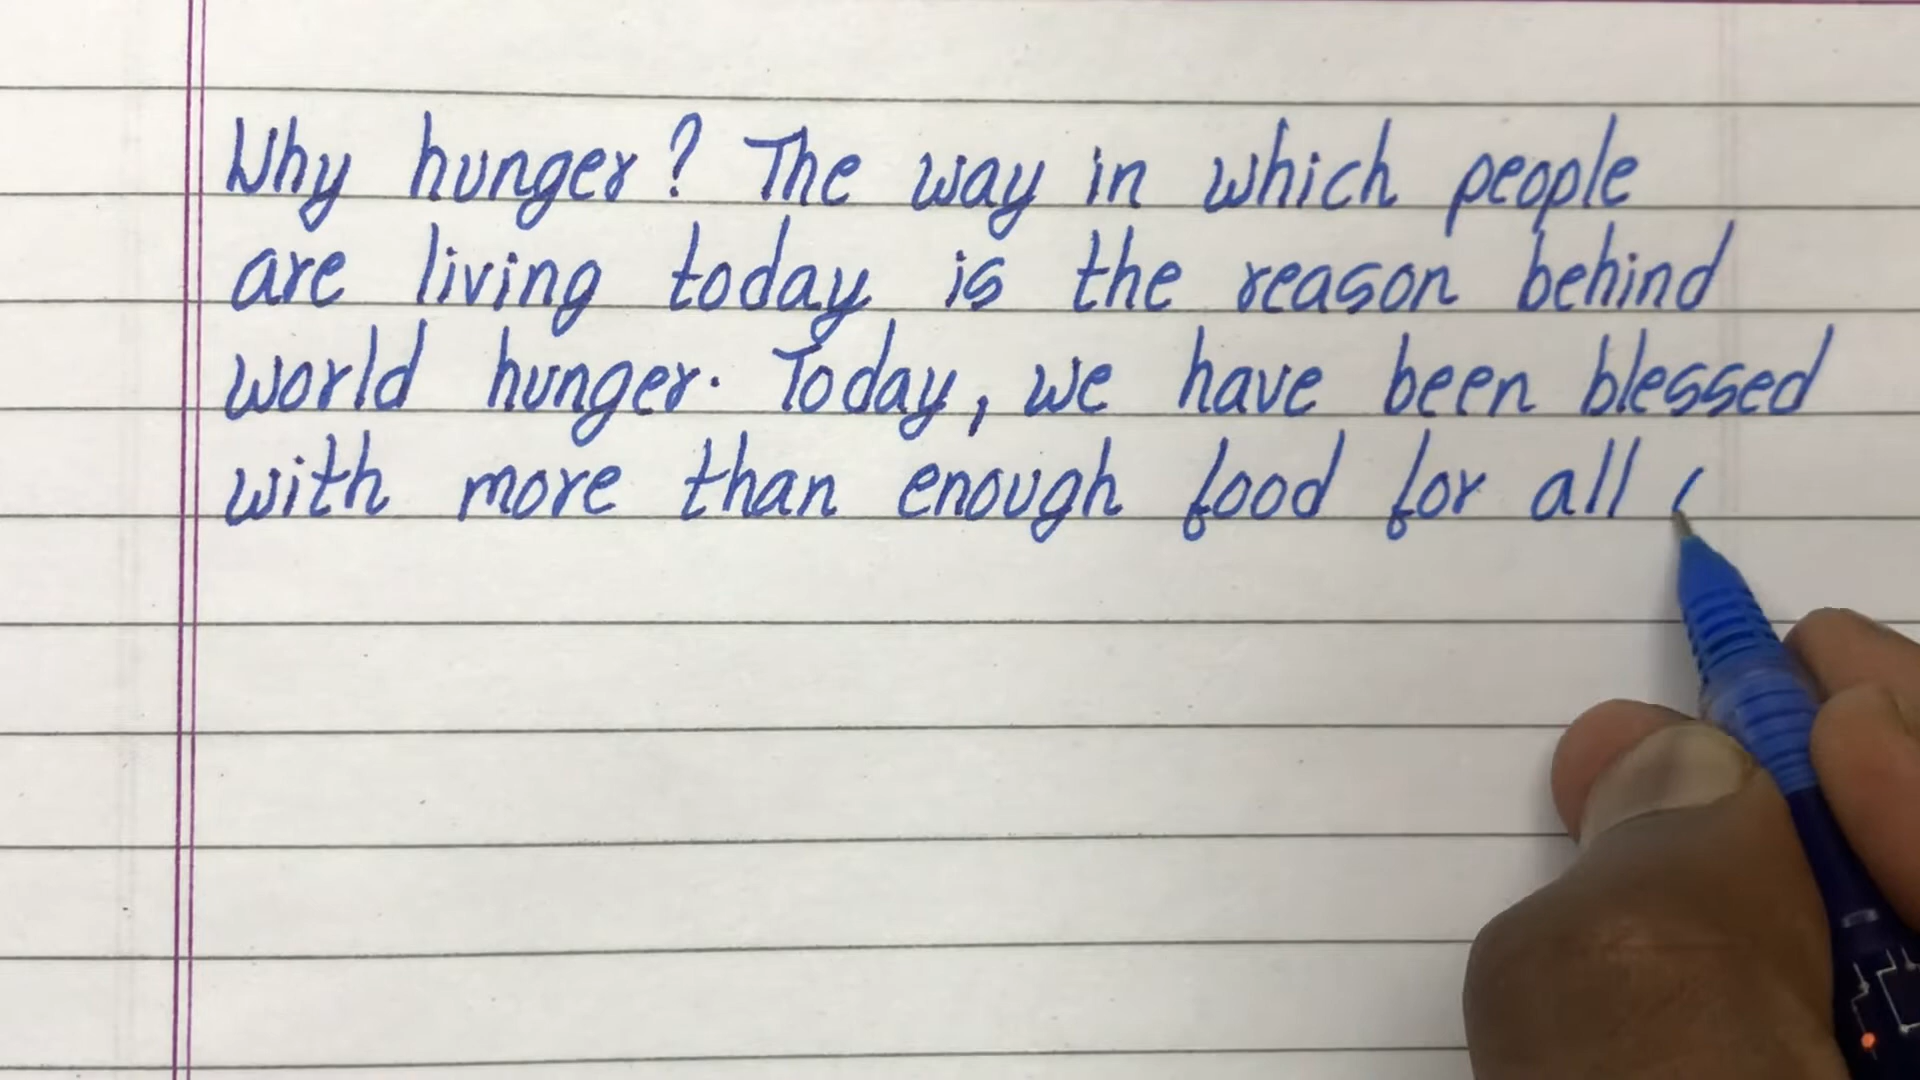 Why hunger? The way in which people
are living today is the reason behind
world hunger. Today, we have been blessed
with more than enough food for all